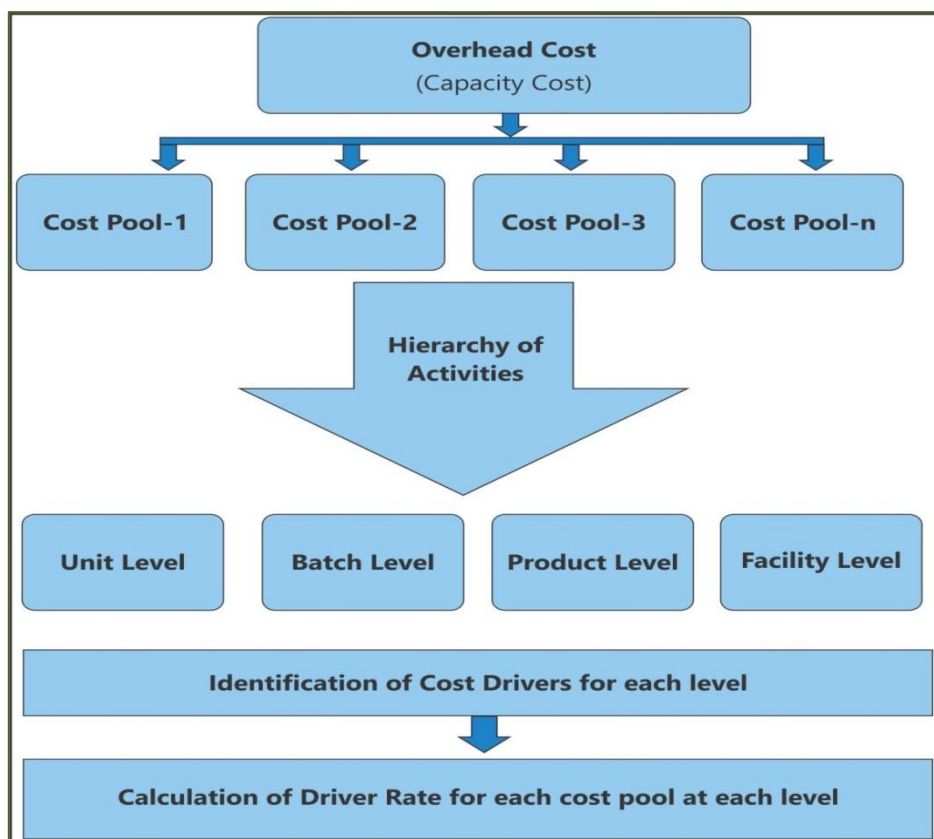 Overhead Cost
(Capacity Cost)
Cost Pool-1
Cost Pool-2
Cost Pool-3
Cost Pool-n
Hierarchy of
Activities
Unit Level
Batch Level
Product Level
Facility Level
Identification of Cost Drivers for each level
Calculation of Driver Rate for each cost pool at each level